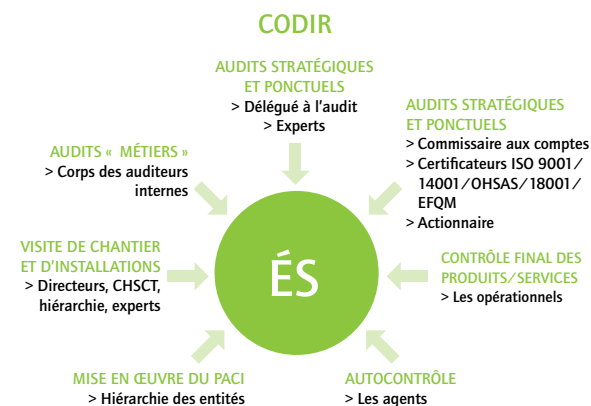 CODIR
AUDITS STRATÉGIQUES
ET PONCTUELS
> Délégué à l'audit
> Experts
AUDITS STRATÉGIQUES
ET PONCTUELS
> Commissaire aux comptes
> Certificateurs ISO 9001/
14001/OHSAS/18001/
EFQM
> Actionnaire
AUDITS « MÉTIERS »
> Corps des auditeurs
internes
VISITE DE CHANTIER
ET D'INSTALLATIONS
> Directeurs, CHSCT,
hiérarchie, experts
ÉS
CONTRÔLE FINAL DES
PRODUITS/SERVICES
> Les opérationnels
MISE EN ŒUVRE DU PACI
> Hiérarchie des entités
AUTOCONTRÔLE
> Les agents